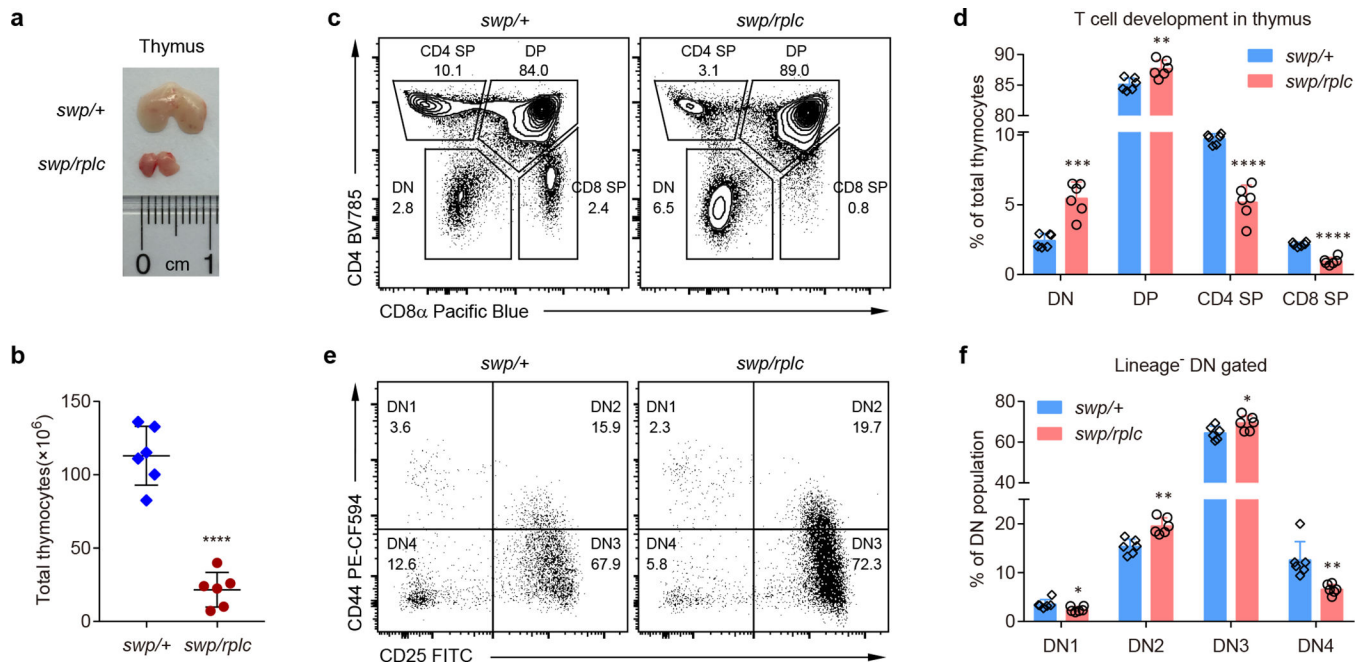 a
Thymus
swp/+
swp/rplc
0 cm 1
b
Total thymocytes(×10⁶)
150
100
50
0
****
swp/+ swp/rplc
c
swp/+ swp/rplc
CD4 BV785
CD4 SP
10.1
DP
84.0
DN
2.8
CD8 SP
2.4
CD4 SP
3.1
DP
89.0
DN
6.5
CD8 SP
0.8
CD8α Pacific Blue
d
T cell development in thymus
% of total thymocytes
90
85
80
10
5
0
swp/+
swp/rplc
***
**
****
****
DN DP CD4 SP CD8 SP
e
swp/+ swp/rplc
CD44 PE-CF594
DN1
3.6
DN2
15.9
DN4
12.6
DN3
67.9
DN1
2.3
DN2
19.7
DN4
5.8
DN3
72.3
CD25 FITC
f
Lineage⁻ DN gated
% of DN population
80
60
40
20
0
swp/+
swp/rplc
*
**
*
**
DN1 DN2 DN3 DN4